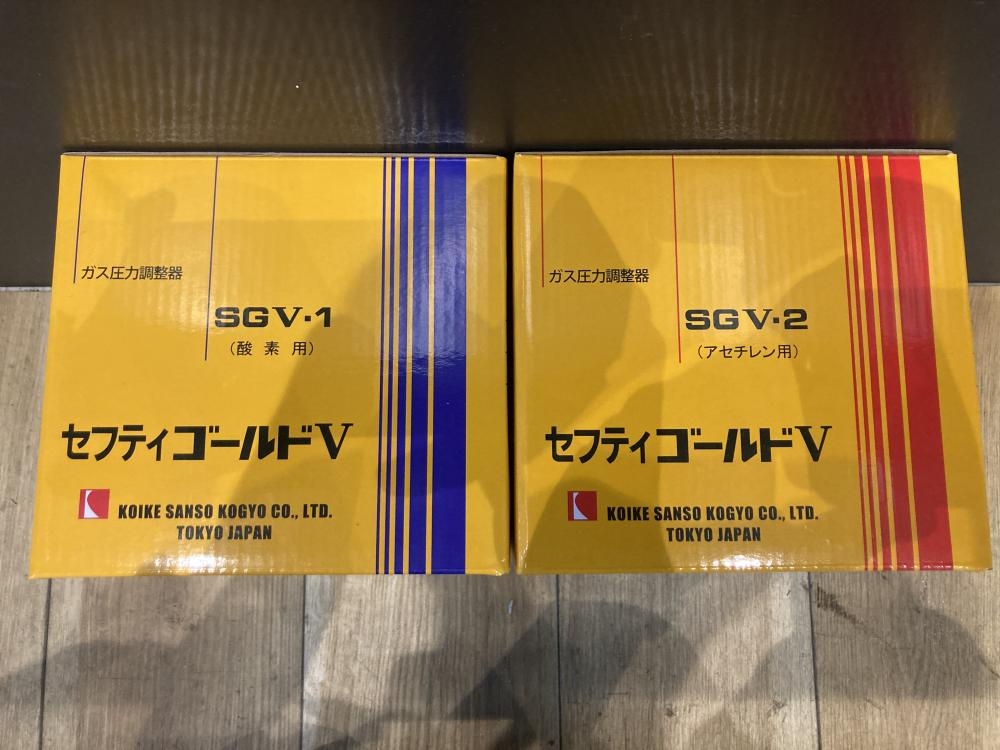 ガス圧力調整器
SGV·1
(酸素用)
セフティゴールドV
KOIKE SANSO KOGYO CO., LTD.
TOKYO JAPAN
ガス圧力調整器
SGV·2
(アセチレン用)
セフティゴールドV
KOIKE SANSO KOGYO CO., LTD.
TOKYO JAPAN